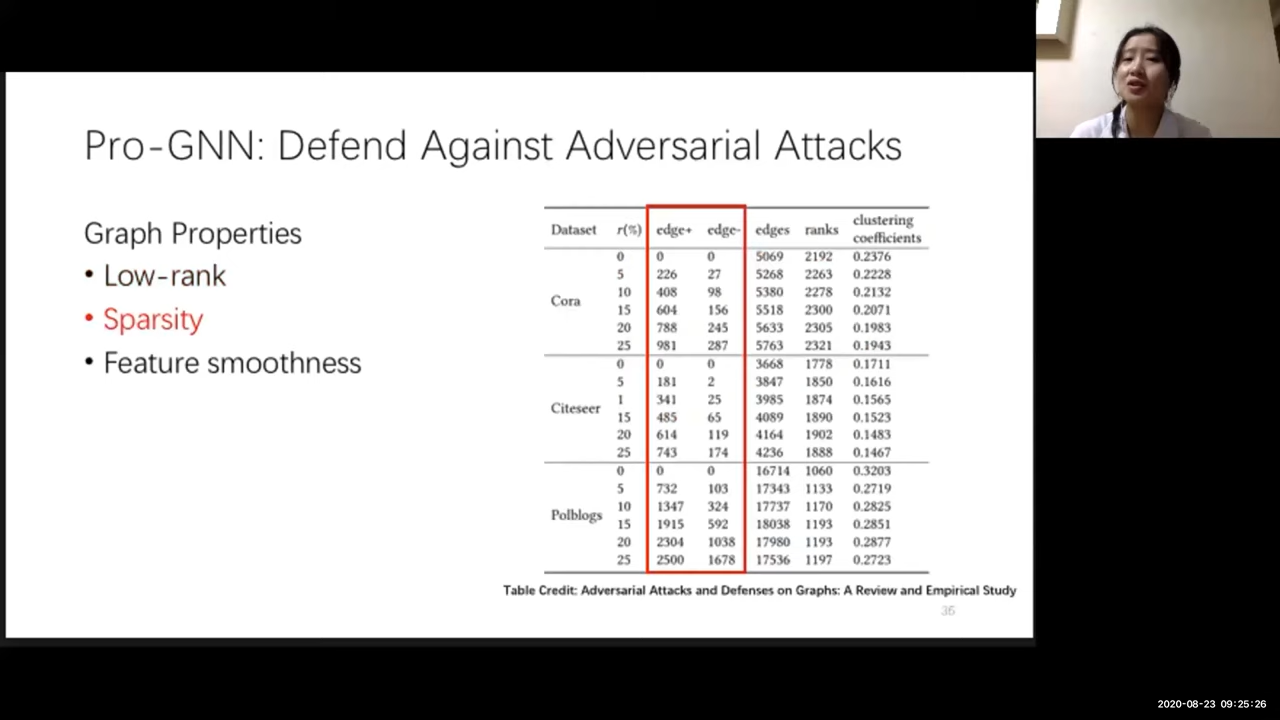 Pro-GNN: Defend Against Adversarial Attacks
Graph Properties
• Low-rank
• Sparsity
• Feature smoothness
Dataset r(%) edge+ edge- edges ranks clustering coefficients
Cora
0 0 0 5069 2192 0.2376
5 226 27 5268 2263 0.2228
10 408 98 5380 2278 0.2132
15 604 156 5518 2300 0.2071
20 788 245 5633 2305 0.1983
25 981 287 5763 2321 0.1943
Citeseer
0 0 0 3668 1778 0.1711
5 181 2 3847 1850 0.1616
1 341 25 3985 1874 0.1565
15 485 65 4089 1890 0.1523
20 614 119 4164 1902 0.1483
25 743 174 4236 1888 0.1467
Polblogs
0 0 0 16714 1060 0.3203
5 732 103 17343 1133 0.2719
10 1347 324 17737 1170 0.2825
15 1915 592 18038 1193 0.2851
20 2304 1038 17980 1193 0.2877
25 2500 1678 17536 1197 0.2723
Table Credit: Adversarial Attacks and Defenses on Graphs: A Review and Empirical Study
36
2020-08-23 09:25:26